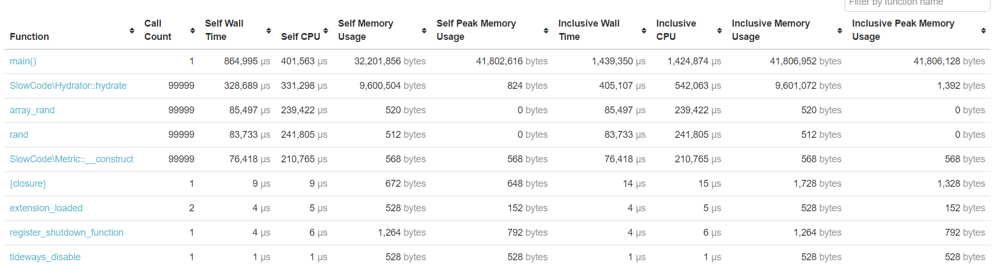 Filter by function name
Function Call Count Self Wall Time Self CPU Self Memory Usage Self Peak Memory Usage Inclusive Wall Time Inclusive CPU Inclusive Memory Usage Inclusive Peak Memory Usage
main() 1 864,995 µs 401,563 µs 32,201,856 bytes 41,802,616 bytes 1,439,350 µs 1,424,874 µs 41,806,952 bytes 41,806,128 bytes
SlowCode\Hydrator::hydrate 99999 328,689 µs 331,298 µs 9,600,504 bytes 824 bytes 405,107 µs 542,063 µs 9,601,072 bytes 1,392 bytes
array_rand 99999 85,497 µs 239,422 µs 520 bytes 0 bytes 85,497 µs 239,422 µs 520 bytes 0 bytes
rand 99999 83,733 µs 241,805 µs 512 bytes 0 bytes 83,733 µs 241,805 µs 512 bytes 0 bytes
SlowCode\Metric::__construct 99999 76,418 µs 210,765 µs 568 bytes 568 bytes 76,418 µs 210,765 µs 568 bytes 568 bytes
{closure} 1 9 µs 9 µs 672 bytes 648 bytes 14 µs 15 µs 1,728 bytes 1,328 bytes
extension_loaded 2 4 µs 5 µs 528 bytes 152 bytes 4 µs 5 µs 528 bytes 152 bytes
register_shutdown_function 1 4 µs 6 µs 1,264 bytes 792 bytes 4 µs 6 µs 1,264 bytes 792 bytes
tideways_disable 1 1 µs 1 µs 528 bytes 528 bytes 1 µs 1 µs 528 bytes 528 bytes